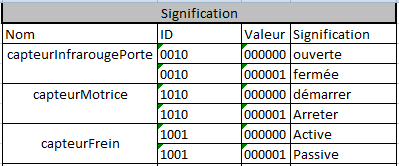 Signification
Nom ID Valeur Signification
capteurInfrarougePorte 0010 000000 ouverte
0010 000001 fermée
capteurMotrice 1010 000000 démarrer
1010 000001 Arreter
capteurFrein 1001 000000 Active
1001 000001 Passive